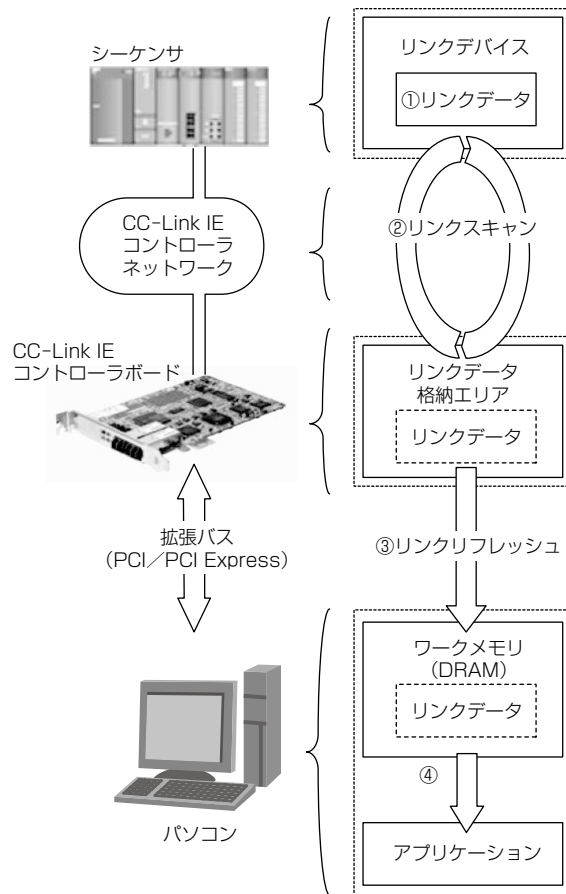 シーケンサ
リンクデバイス
①リンクデータ
CC-Link IE
コントローラ
ネットワーク
②リンクスキャン
CC-Link IE
コントローラボード
リンクデータ
格納エリア
リンクデータ
拡張バス
(PCI/PCI Express)
③リンクリフレッシュ
ワークメモリ
(DRAM)
リンクデータ
④
パソコン
アプリケーション